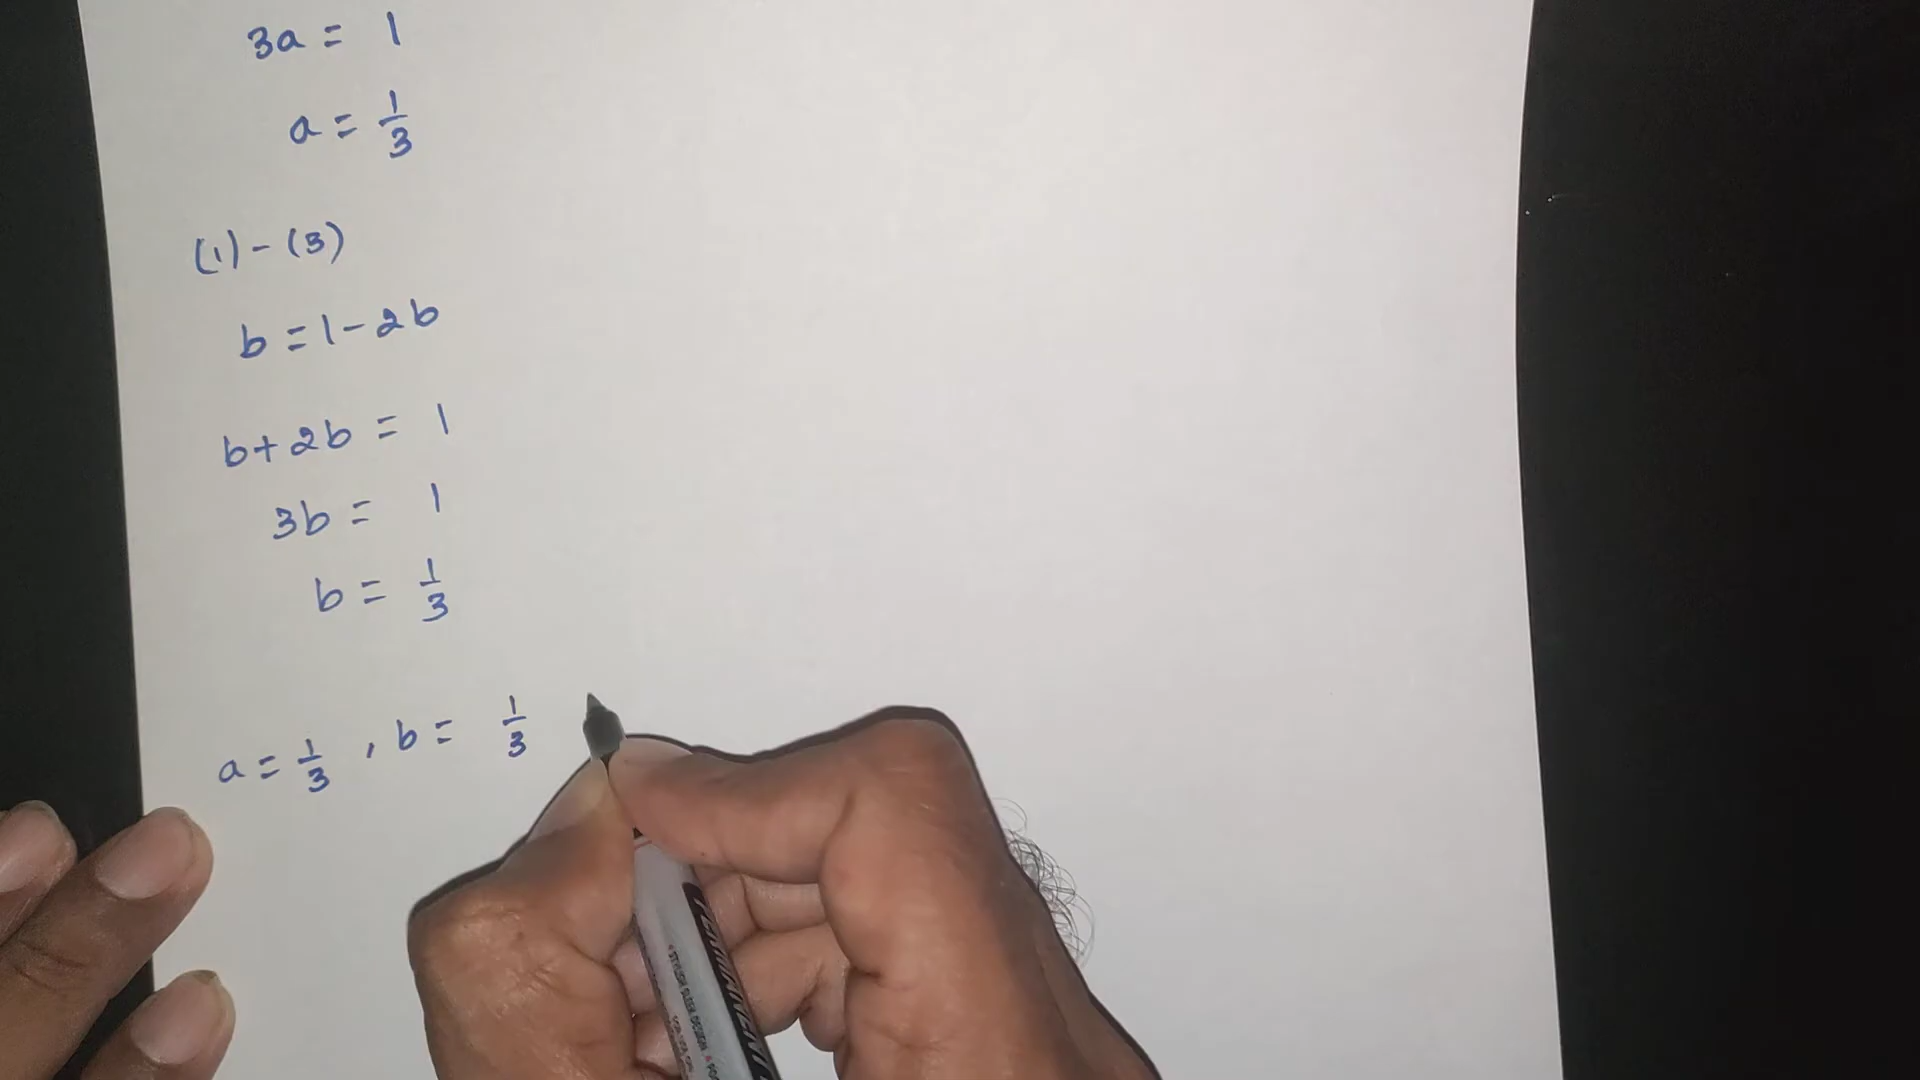 3a = 1
a = 1/3
(1) - (3)
b = 1 - 2b
b + 2b = 1
3b = 1
b = 1/3
a = 1/3 , b = 1/3